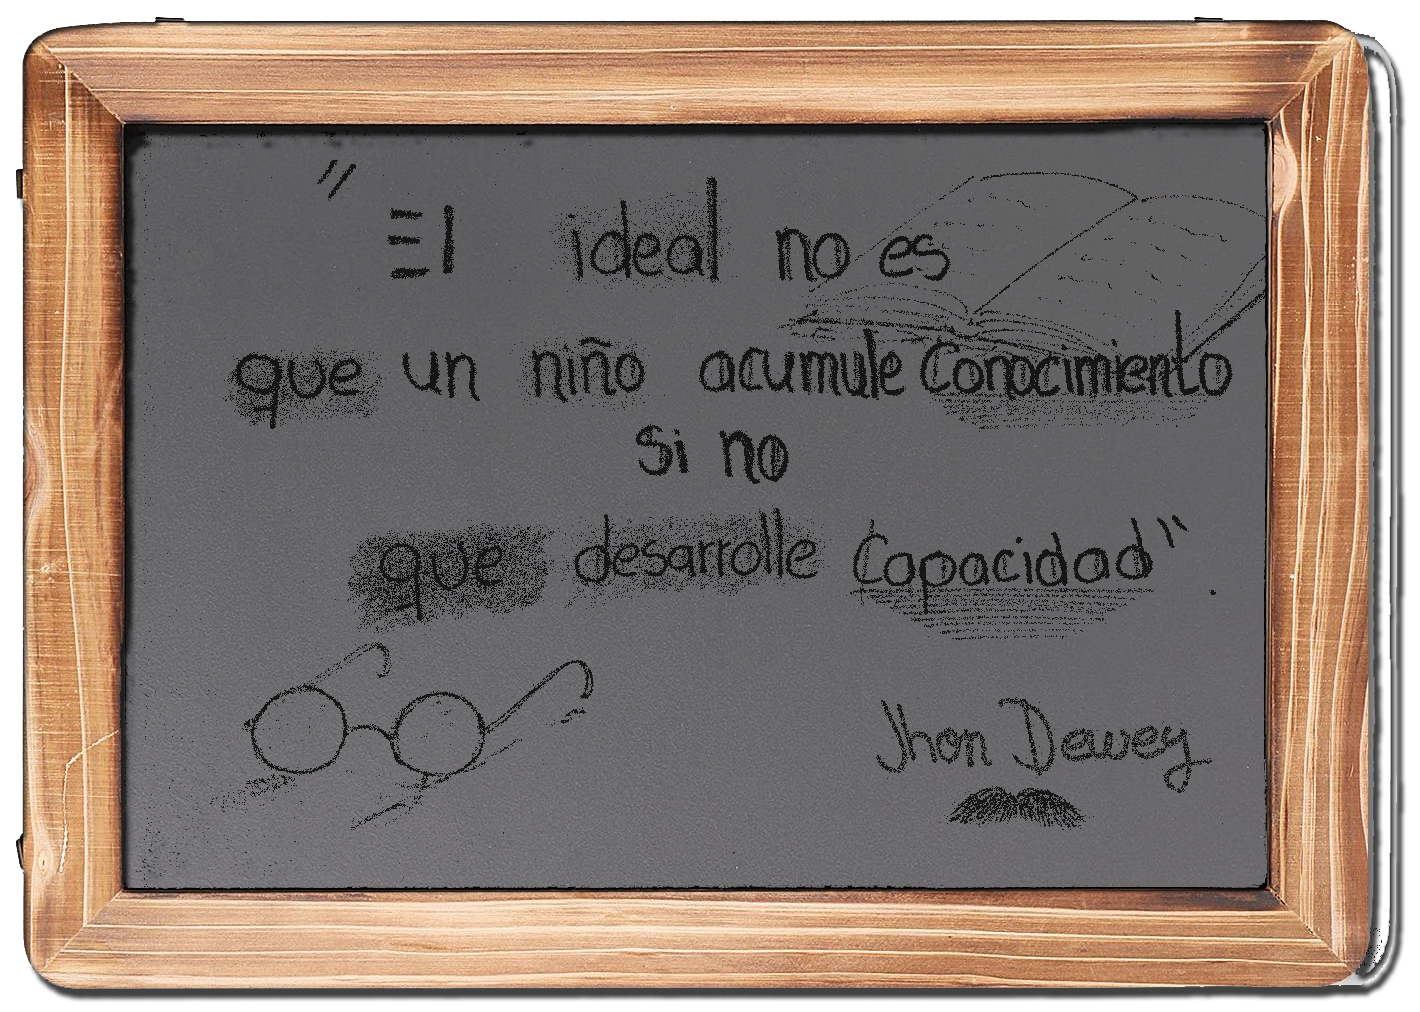 "El ideal no es
que un niño acumule Conocimiento
si no
que desarrolle Capacidad".
Jhon Dewey